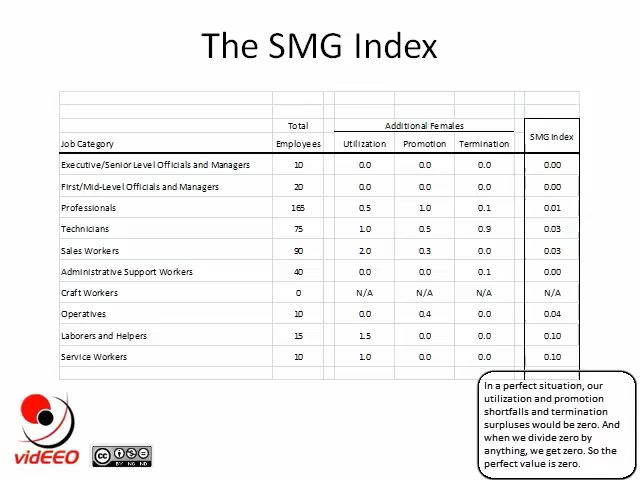 The SMG Index
Total Additional Females
Job Category Employees Utilization Promotion Termination SMG Index
Executive/Senior Level Officials and Managers 10 0.0 0.0 0.0 0.00
First/Mid-Level Officials and Managers 20 0.0 0.0 0.0 0.00
Professionals 165 0.5 1.0 0.1 0.01
Technicians 75 1.0 0.5 0.9 0.03
Sales Workers 90 2.0 0.3 0.0 0.03
Administrative Support Workers 40 0.0 0.0 0.1 0.00
Craft Workers 0 N/A N/A N/A N/A
Operatives 10 0.0 0.4 0.0 0.04
Laborers and Helpers 15 1.5 0.0 0.0 0.10
Service Workers 10 1.0 0.0 0.0 0.10
In a perfect situation, our
utilization and promotion
shortfalls and termination
surpluses would be zero. And
when we divide zero by
anything, we get zero. So the
perfect value is zero.
vidEEO
cc
BY NC ND